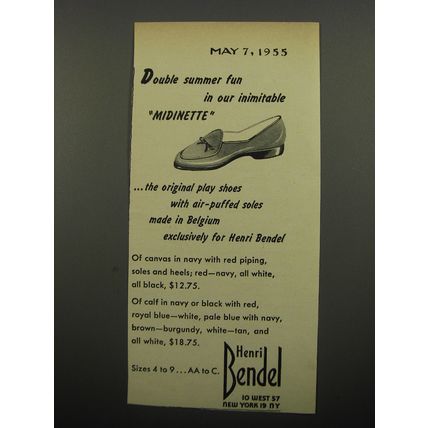 MAY 7, 1955
Double summer fun
in our inimitable
"MIDINETTE"
...the original play shoes
with air-puffed soles
made in Belgium
exclusively for Henri Bendel
Of canvas in navy with red piping,
soles and heels; red—navy, all white,
all black, $12.75.
Of calf in navy or black with red,
royal blue—white, pale blue with navy,
brown—burgundy, white—tan, and
all white, $18.75.
Sizes 4 to 9...AA to C.
Henri
Bendel
10 WEST 57
NEW YORK 19 NY